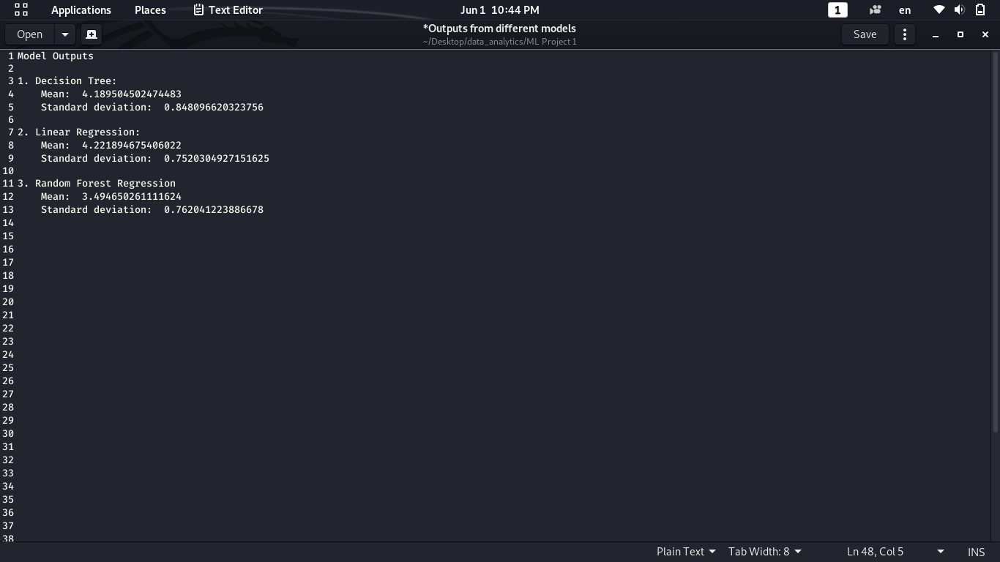 Applications Places Text Editor Jun 1 10:44 PM 1 en
Open *Outputs from different models Save
~/Desktop/data_analytics/ML Project 1
1 Model Outputs
2
3 1. Decision Tree:
4 Mean: 4.189504502474483
5 Standard deviation: 0.848096620323756
6
7 2. Linear Regression:
8 Mean: 4.221894675406022
9 Standard deviation: 0.7520304927151625
10
11 3. Random Forest Regression
12 Mean: 3.494650261111624
13 Standard deviation: 0.762041223886678
14
15
16
17
18
19
20
21
22
23
24
25
26
27
28
29
30
31
32
33
34
35
36
37
38
Plain Text Tab Width: 8 Ln 48, Col 5 INS